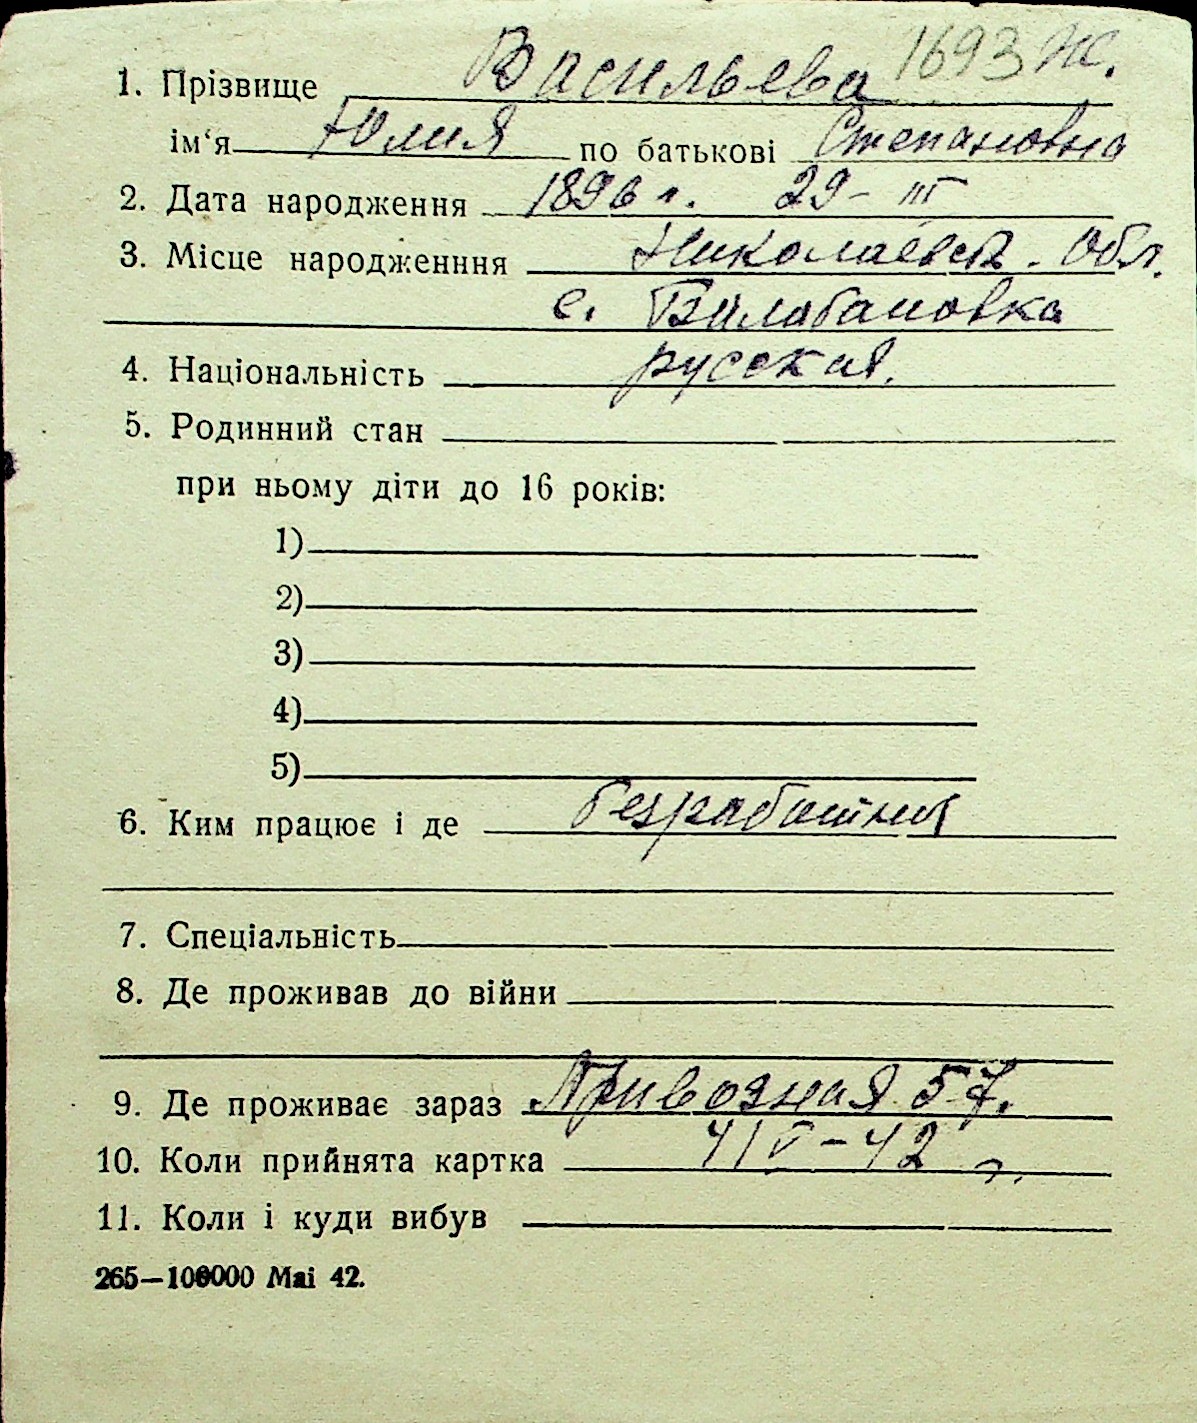 1. Прізвище Васильева 1693 Ж.
ім‘я Юлия по батькові Степановна
2. Дата народження 1896 г. 29-III
3. Місце народженння Николаевск. Обл.
с. Балабановка
4. Національність русская.
5. Родинний стан
при ньому діти до 16 років:
1)
2)
3)
4)
5)
6. Ким працює і де безработная
7. Спеціальність
8. Де проживав до війни
9. Де проживає зараз Привозная 57.
10. Коли прийнята картка 4/V-42 г.
11. Коли і куди вибув
265—100000 Mai 42.